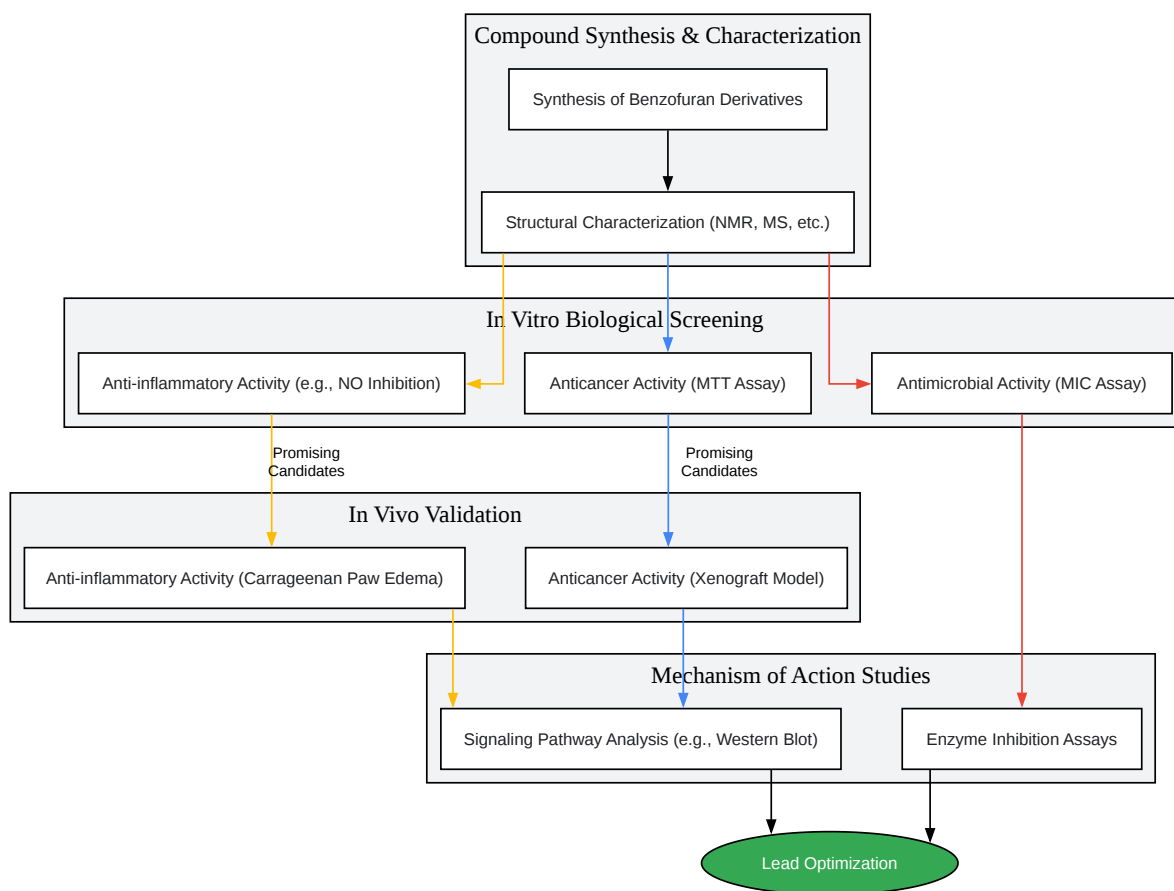 Compound Synthesis & Characterization
Synthesis of Benzofuran Derivatives
Structural Characterization (NMR, MS, etc.)
In Vitro Biological Screening
Anti-inflammatory Activity (e.g., NO Inhibition)
Anticancer Activity (MTT Assay)
Antimicrobial Activity (MIC Assay)
Promising
Candidates
Promising
Candidates
In Vivo Validation
Anti-inflammatory Activity (Carrageenan Paw Edema)
Anticancer Activity (Xenograft Model)
Mechanism of Action Studies
Signaling Pathway Analysis (e.g., Western Blot)
Enzyme Inhibition Assays
Lead Optimization